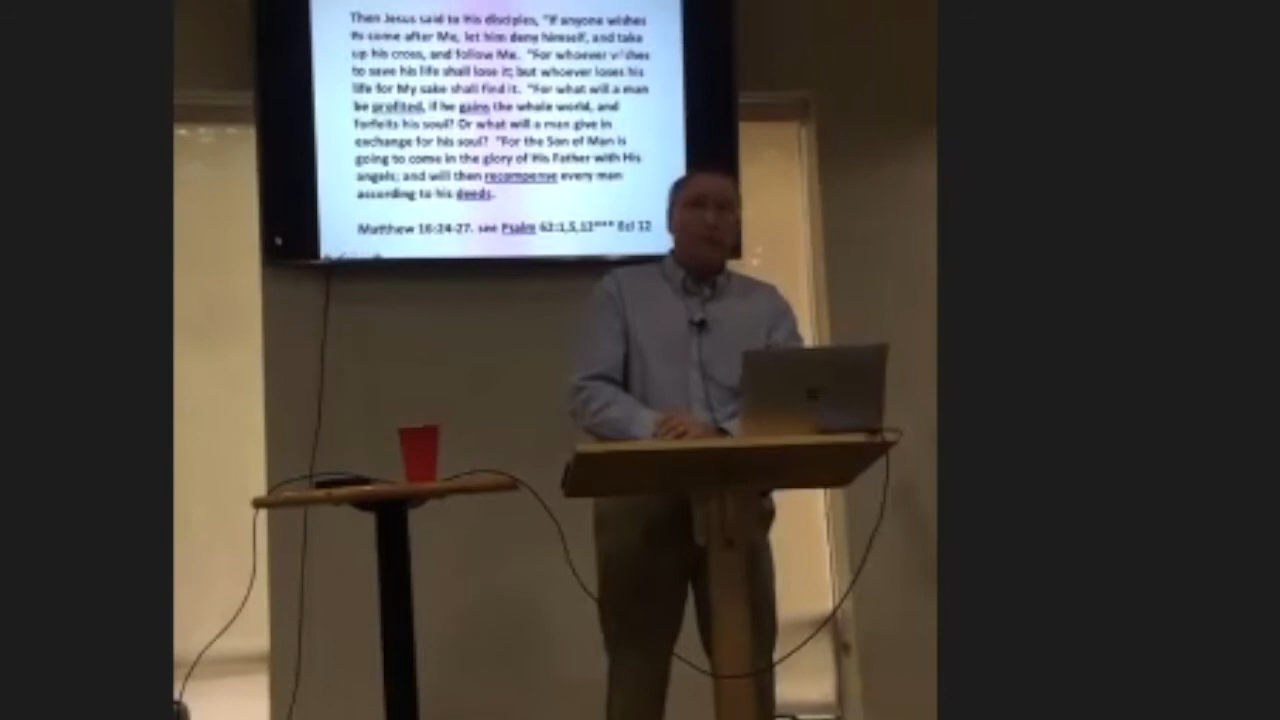 Then Jesus said to His disciples, "If anyone wishes
to come after Me, let him deny himself, and take
up his cross, and follow Me. "For whoever wishes
to save his life shall lose it; but whoever loses his
life for My sake shall find it. "For what will a man
be profited, if he gains the whole world, and
forfeits his soul? Or what will a man give in
exchange for his soul? "For the Son of Man is
going to come in the glory of His Father with His
angels; and will then recompense every man
according to his deeds.
Matthew 16:24-27. see Psalm 62:1,5,12*** Ecl 12